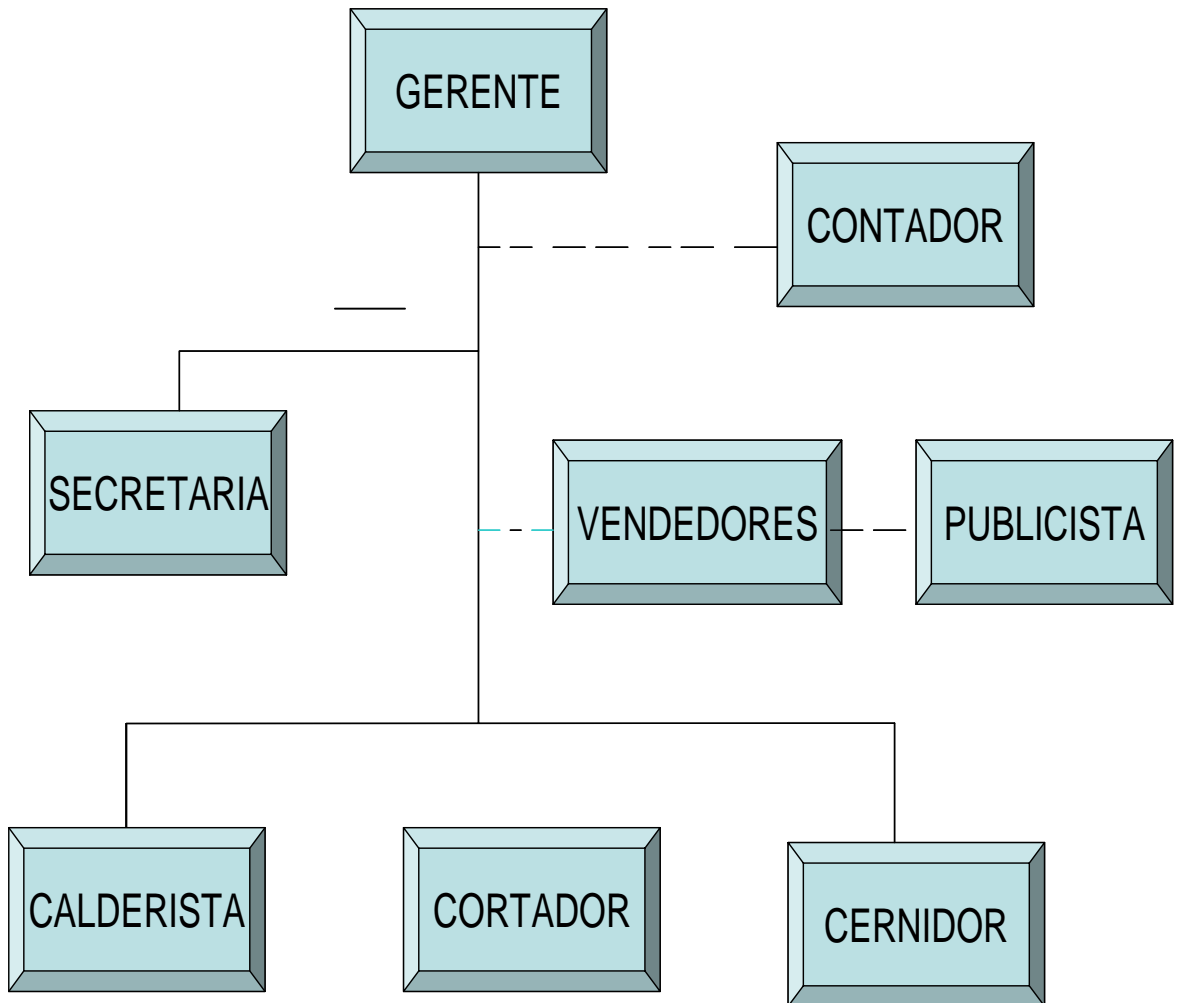 GERENTE
CONTADOR
SECRETARIA
VENDEDORES
PUBLICISTA
CALDERISTA
CORTADOR
CERNIDOR